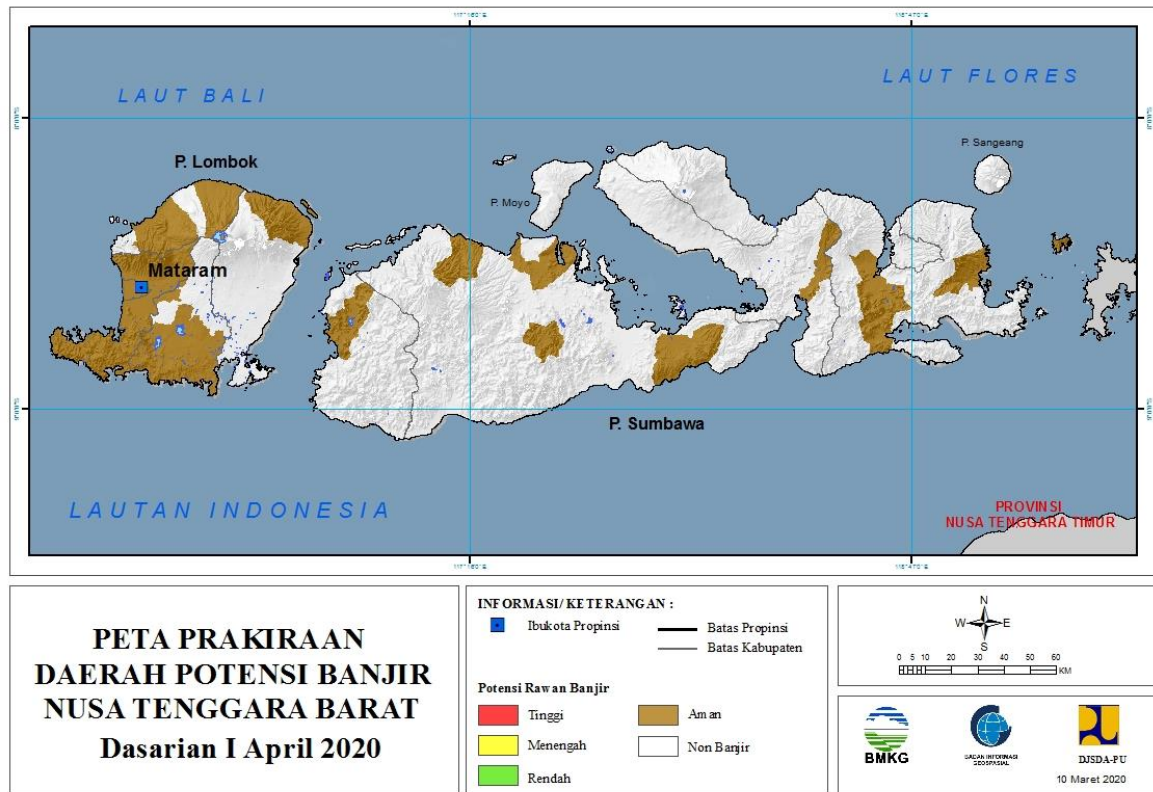 LAUT BALI
LAUT FLORES
P. Lombok
P. Sangeang
P. Moyo
Mataram
P. Sumbawa
LAUTAN INDONESIA
PROVINSI
NUSA TENGGARA TIMUR
PETA PRAKIRAAN
DAERAH POTENSI BANJIR
NUSA TENGGARA BARAT
Dasarian I April 2020
INFORMASI/ KETERANGAN :
Ibukota Propinsi
Batas Propinsi
Batas Kabupaten
Potensi Rawan Banjir
Tinggi
Aman
Menengah
Non Banjir
Rendah
N
W E
S
0 5 10 20 30 40 50 60
KM
BMKG
BADAN INFORMASI
GEOSPASIAL
DJSDA-PU
10 Maret 2020